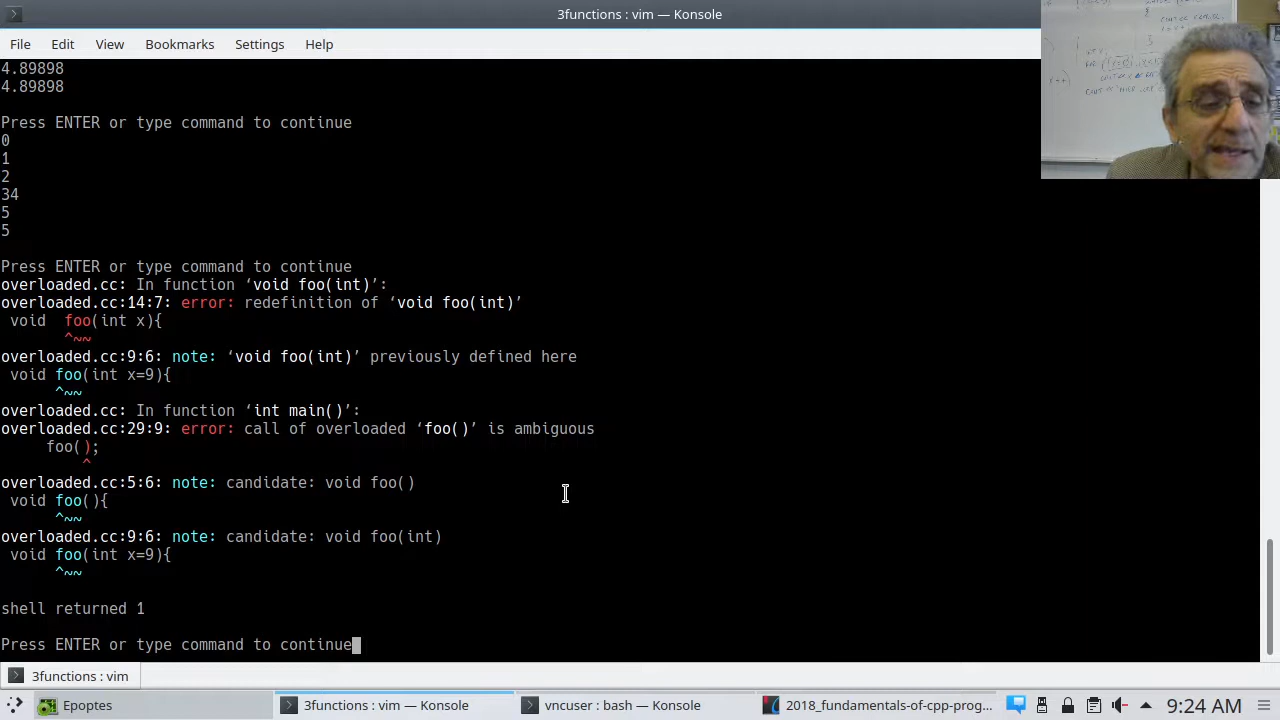 3functions : vim — Konsole
File Edit View Bookmarks Settings Help
4.89898
4.89898
Press ENTER or type command to continue
0
1
2
34
5
5
Press ENTER or type command to continue
overloaded.cc: In function ‘void foo(int)’:
overloaded.cc:14:7: error: redefinition of ‘void foo(int)’
 void  foo(int x){
       ^~~
overloaded.cc:9:6: note: ‘void foo(int)’ previously defined here
 void foo(int x=9){
      ^~~
overloaded.cc: In function ‘int main()’:
overloaded.cc:29:9: error: call of overloaded ‘foo()’ is ambiguous
     foo();
         ^
overloaded.cc:5:6: note: candidate: void foo()
 void foo(){
      ^~~
overloaded.cc:9:6: note: candidate: void foo(int)
 void foo(int x=9){
      ^~~
shell returned 1
Press ENTER or type command to continue
3functions : vim
Epoptes
3functions : vim — Konsole
vncuser : bash — Konsole
2018_fundamentals-of-cpp-prog...
9:24 AM